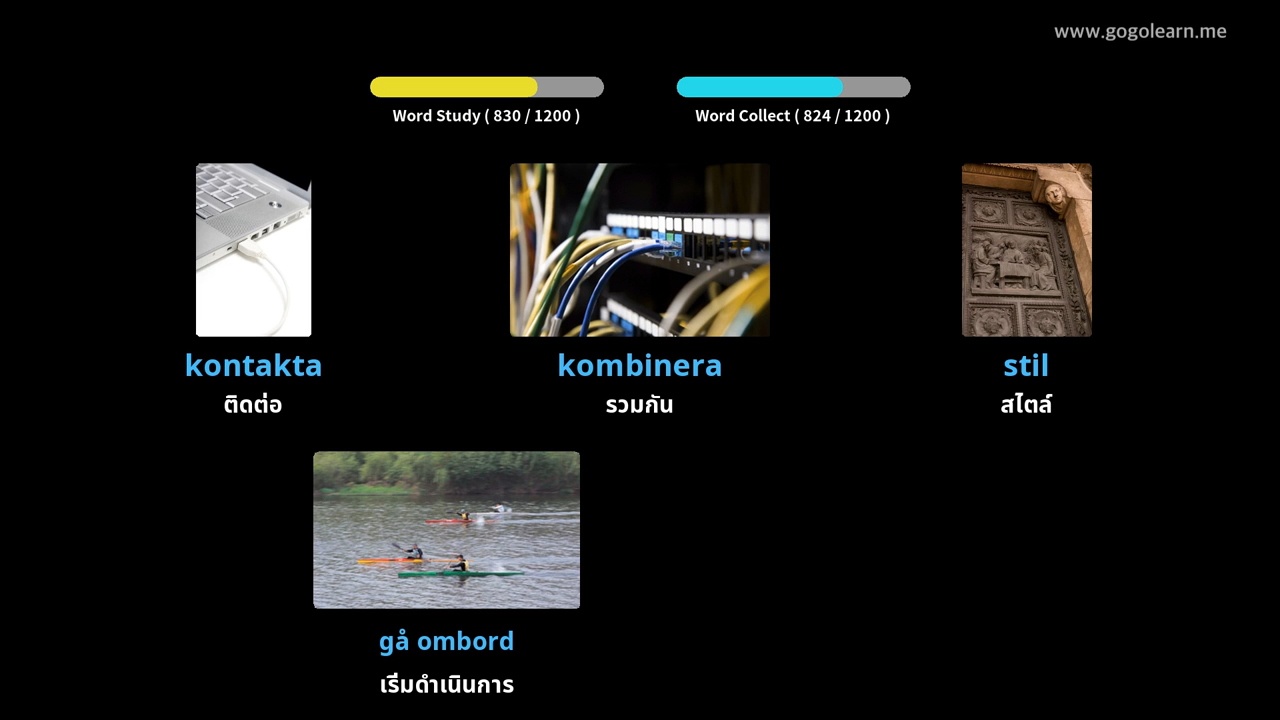 www.gogolearn.me
Word Study ( 830 / 1200 )
Word Collect ( 824 / 1200 )
kontakta
ติดต่อ
kombinera
รวมกัน
stil
สไตล์
gå ombord
เริ่มดำเนินการ